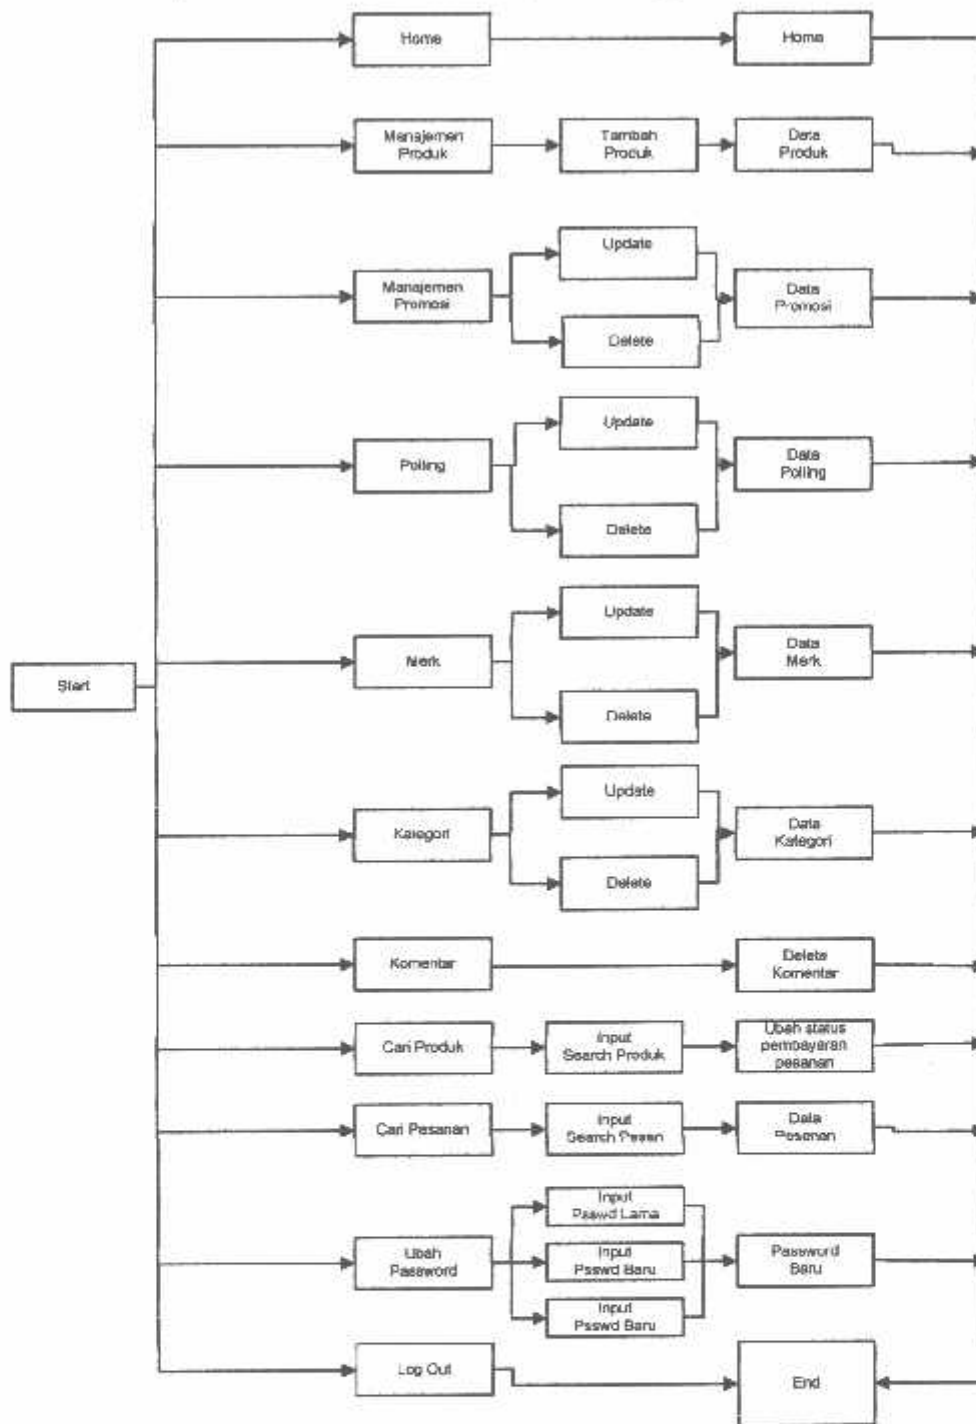 Home
Home
Manajemen
Produk
Tambah
Produk
Data
Produk
Update
Manajemen
Promosi
Data
Promosi
Delete
Update
Polling
Data
Polling
Delete
Update
Merk
Data
Merk
Start
Delete
Update
Kategori
Data
Kategori
Delete
Komentar
Delete
Komentar
Cari Produk
Input
Search Produk
Ubah status
pembayaran
pesanan
Cari Pesanan
Input
Search Pesan
Data
Pesanan
Input
Psswd Lama
Ubah
Password
Input
Psswd Baru
Password
Baru
Input
Psswd Baru
Log Out
End